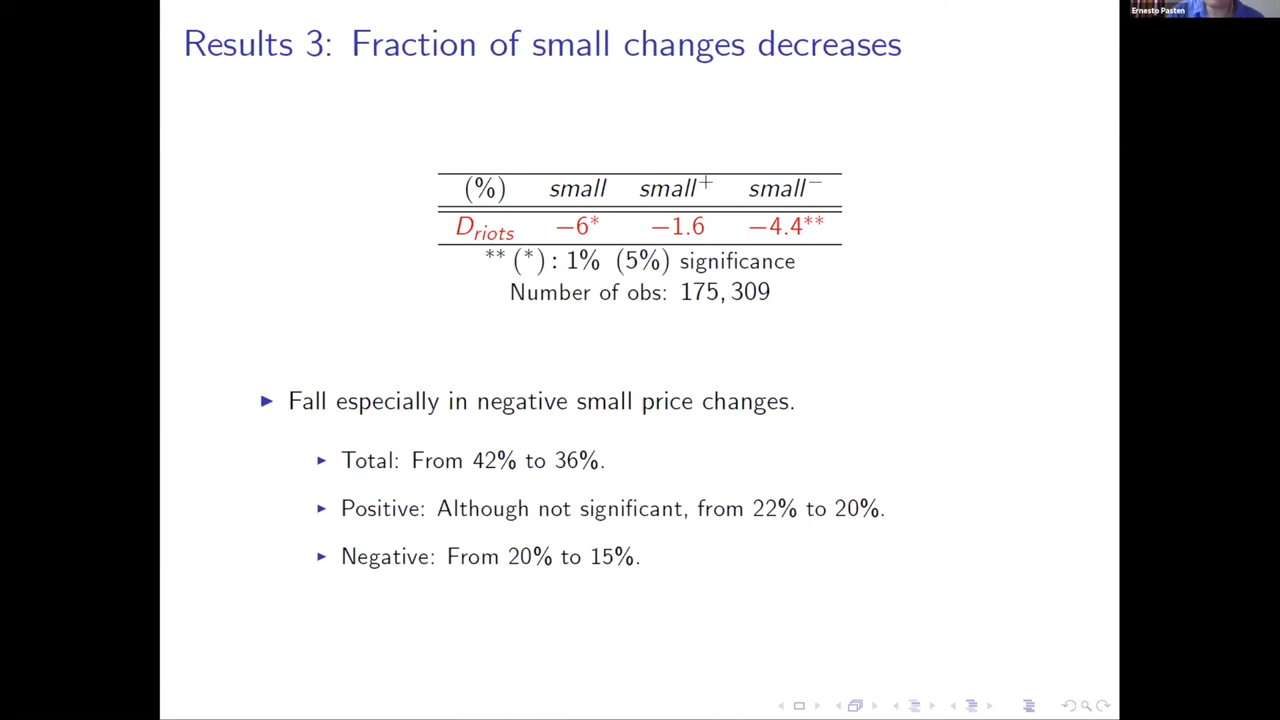 Ernesto Pasten
Results 3: Fraction of small changes decreases
(%) small small⁺ small⁻
D_riots −6* −1.6 −4.4**
** (*) : 1% (5%) significance
Number of obs: 175, 309
► Fall especially in negative small price changes.
► Total: From 42% to 36%.
► Positive: Although not significant, from 22% to 20%.
► Negative: From 20% to 15%.